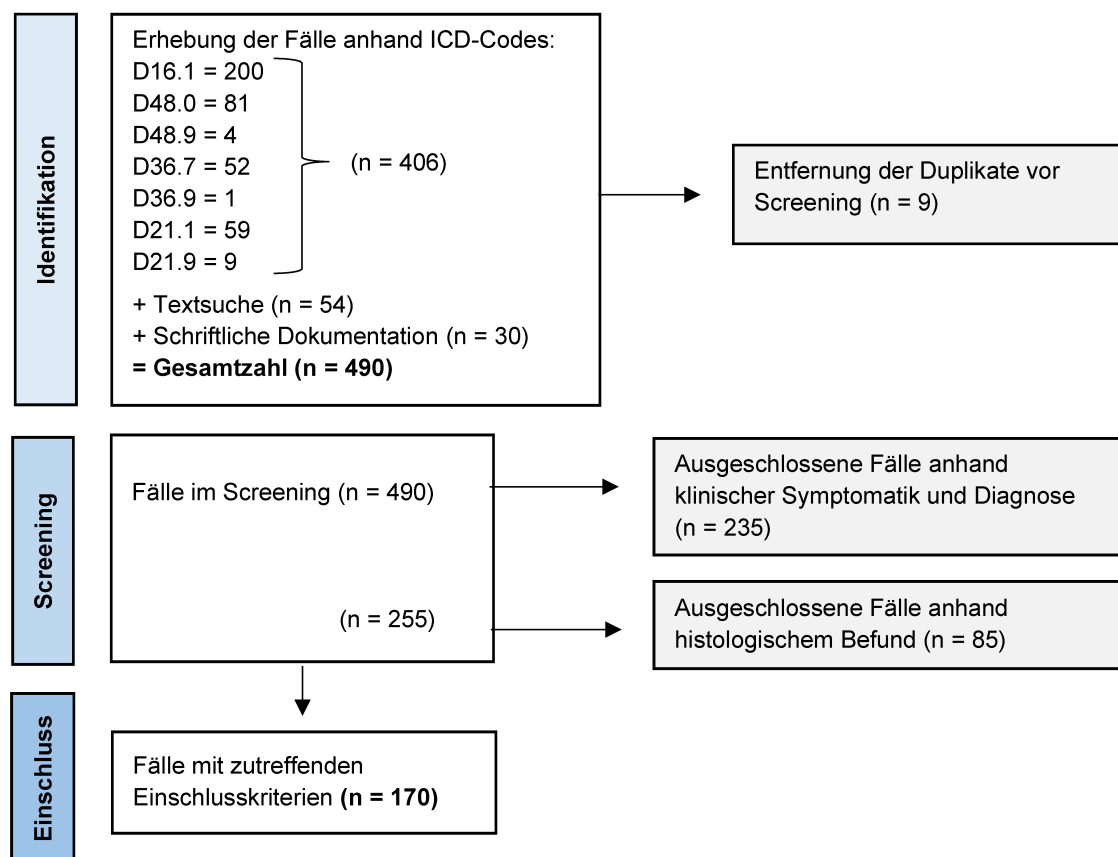 Identifikation
Erhebung der Fälle anhand ICD-Codes:
D16.1 = 200
D48.0 = 81
D48.9 = 4
D36.7 = 52
D36.9 = 1
D21.1 = 59
D21.9 = 9
(n = 406)
+ Textsuche (n = 54)
+ Schriftliche Dokumentation (n = 30)
= Gesamtzahl (n = 490)
Entfernung der Duplikate vor
Screening (n = 9)
Screening
Fälle im Screening (n = 490)
(n = 255)
Ausgeschlossene Fälle anhand
klinischer Symptomatik und Diagnose
(n = 235)
Ausgeschlossene Fälle anhand
histologischem Befund (n = 85)
Einschluss
Fälle mit zutreffenden
Einschlusskriterien (n = 170)